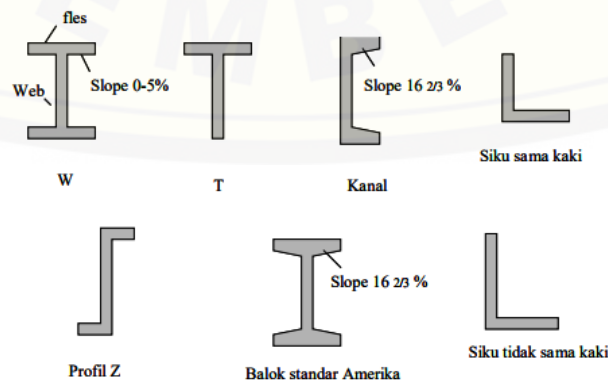 fles
Web
Slope 0-5%
Slope 16 2/3 %
W
T
Kanal
Siku sama kaki
Slope 16 2/3 %
Profil Z
Balok standar Amerika
Siku tidak sama kaki